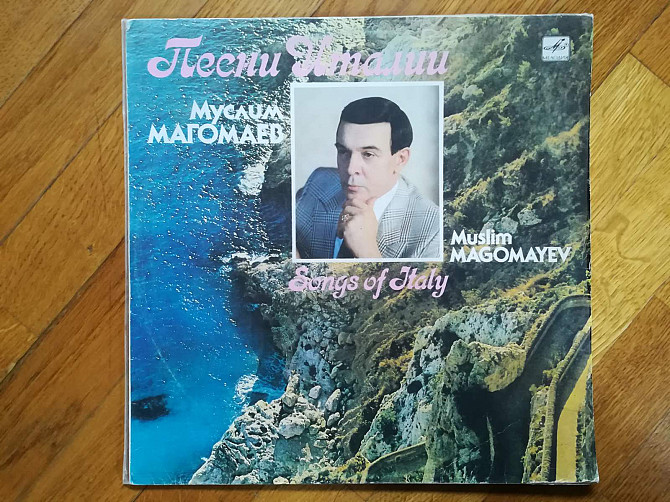 Песни Италии
Муслим
МАГОМАЕВ
Muslim
MAGOMAYEV
Songs of Italy